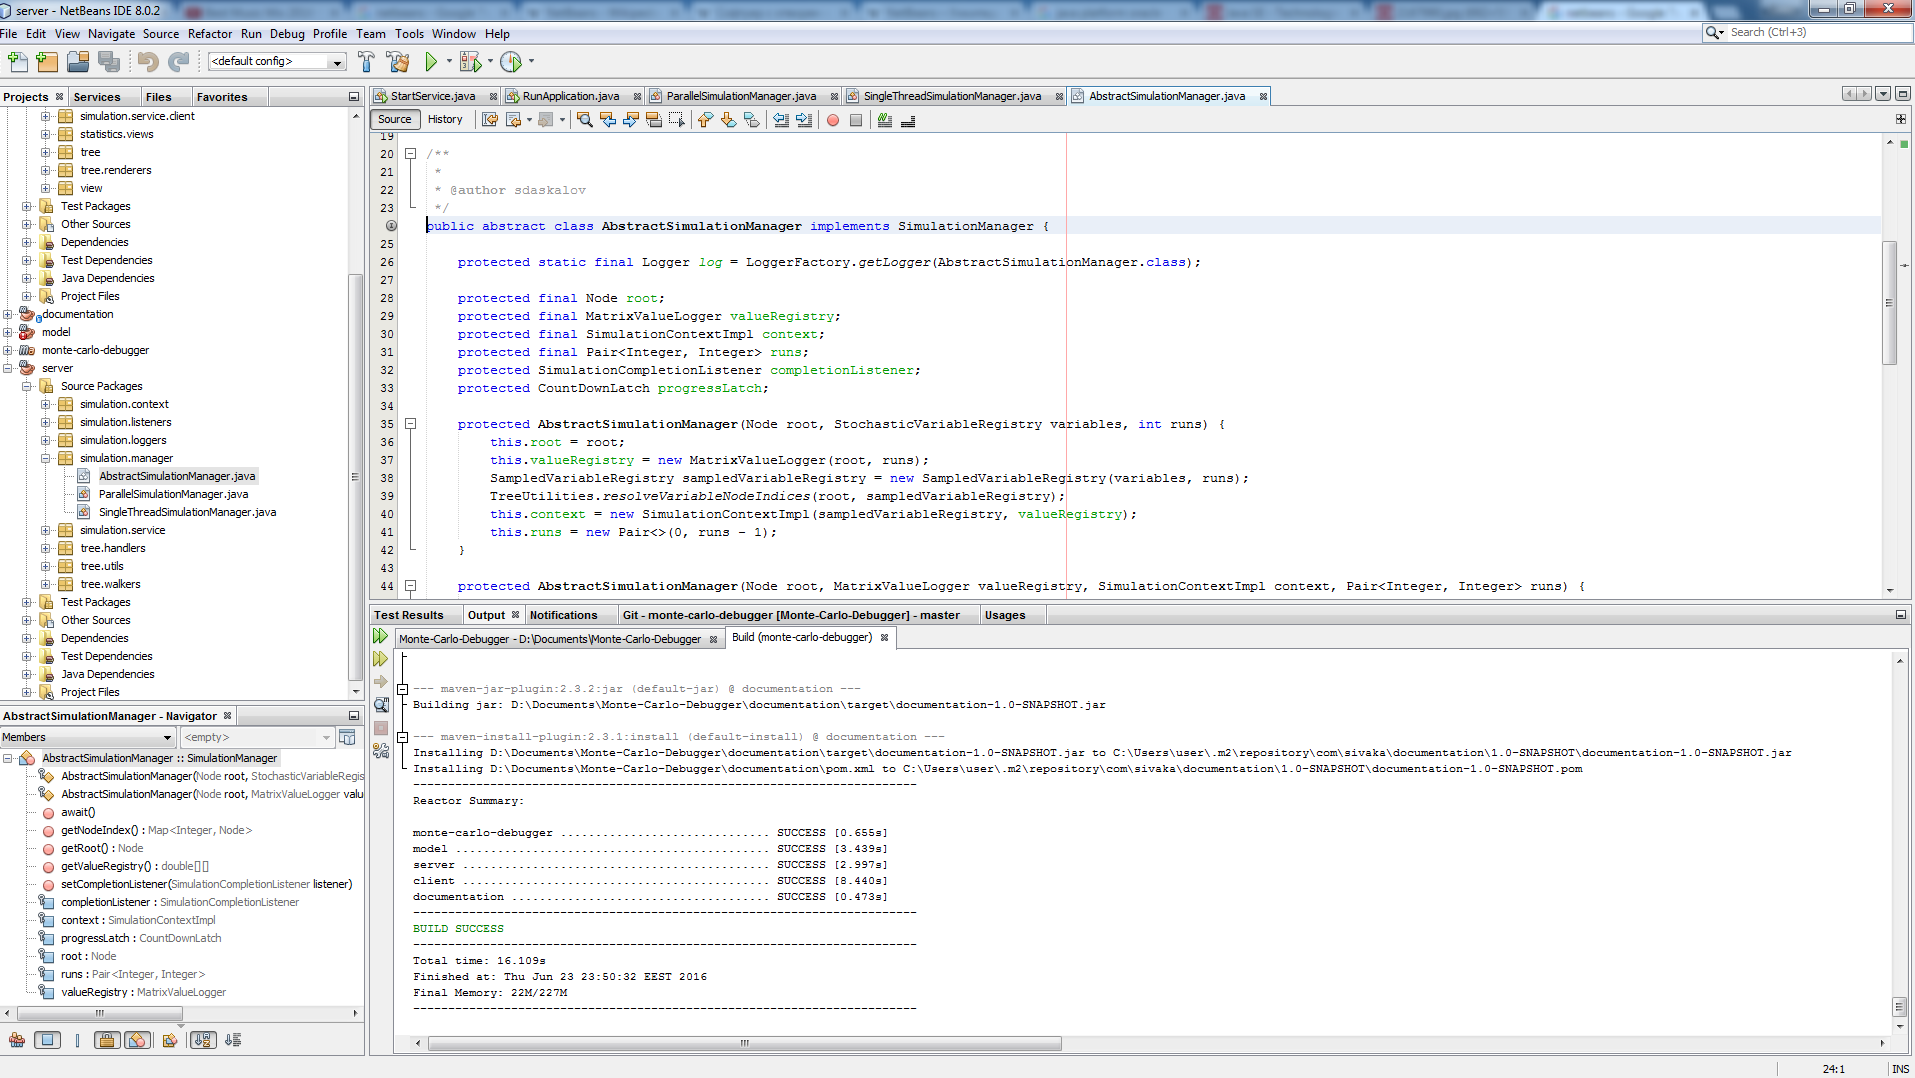 server - NetBeans IDE 8.0.2
File Edit View Navigate Source Refactor Run Debug Profile Team Tools Window Help
Search (Ctrl+3)
<default config>
Projects Services Files Favorites
simulation.service.client
statistics.views
tree
tree.renderers
view
Test Packages
Other Sources
Dependencies
Test Dependencies
Java Dependencies
Project Files
documentation
model
monte-carlo-debugger
server
Source Packages
simulation.context
simulation.listeners
simulation.loggers
simulation.manager
AbstractSimulationManager.java
ParallelSimulationManager.java
SingleThreadSimulationManager.java
simulation.service
tree.handlers
tree.utils
tree.walkers
Test Packages
Other Sources
Dependencies
Test Dependencies
Java Dependencies
Project Files
AbstractSimulationManager - Navigator
Members <empty>
AbstractSimulationManager :: SimulationManager
AbstractSimulationManager(Node root, StochasticVariableRegis
AbstractSimulationManager(Node root, MatrixValueLogger valu
await()
getNodeIndex() : Map<Integer, Node>
getRoot() : Node
getValueRegistry() : double[][]
setCompletionListener(SimulationCompletionListener listener)
completionListener : SimulationCompletionListener
context : SimulationContextImpl
progressLatch : CountDownLatch
root : Node
runs : Pair<Integer, Integer>
valueRegistry : MatrixValueLogger
StartService.java RunApplication.java ParallelSimulationManager.java SingleThreadSimulationManager.java AbstractSimulationManager.java
Source History
19
20 /**
21 *
22 * @author sdaskalov
23 */
public abstract class AbstractSimulationManager implements SimulationManager {
25
26 protected static final Logger log = LoggerFactory.getLogger(AbstractSimulationManager.class);
27
28 protected final Node root;
29 protected final MatrixValueLogger valueRegistry;
30 protected final SimulationContextImpl context;
31 protected final Pair<Integer, Integer> runs;
32 protected SimulationCompletionListener completionListener;
33 protected CountDownLatch progressLatch;
34
35 protected AbstractSimulationManager(Node root, StochasticVariableRegistry variables, int runs) {
36 this.root = root;
37 this.valueRegistry = new MatrixValueLogger(root, runs);
38 SampledVariableRegistry sampledVariableRegistry = new SampledVariableRegistry(variables, runs);
39 TreeUtilities.resolveVariableNodeIndices(root, sampledVariableRegistry);
40 this.context = new SimulationContextImpl(sampledVariableRegistry, valueRegistry);
41 this.runs = new Pair<>(0, runs - 1);
42 }
43
44 protected AbstractSimulationManager(Node root, MatrixValueLogger valueRegistry, SimulationContextImpl context, Pair<Integer, Integer> runs) {
Test Results Output Notifications Git - monte-carlo-debugger [Monte-Carlo-Debugger] - master Usages
Monte-Carlo-Debugger - D:\Documents\Monte-Carlo-Debugger Build (monte-carlo-debugger)
--- maven-jar-plugin:2.3.2:jar (default-jar) @ documentation ---
Building jar: D:\Documents\Monte-Carlo-Debugger\documentation\target\documentation-1.0-SNAPSHOT.jar
--- maven-install-plugin:2.3.1:install (default-install) @ documentation ---
Installing D:\Documents\Monte-Carlo-Debugger\documentation\target\documentation-1.0-SNAPSHOT.jar to C:\Users\user\.m2\repository\com\sivaka\documentation\1.0-SNAPSHOT\documentation-1.0-SNAPSHOT.jar
Installing D:\Documents\Monte-Carlo-Debugger\documentation\pom.xml to C:\Users\user\.m2\repository\com\sivaka\documentation\1.0-SNAPSHOT\documentation-1.0-SNAPSHOT.pom
------------------------------------------------------------------------
Reactor Summary:
monte-carlo-debugger .............................. SUCCESS [0.655s]
model ............................................. SUCCESS [3.439s]
server ............................................ SUCCESS [2.997s]
client ............................................ SUCCESS [8.440s]
documentation ..................................... SUCCESS [0.473s]
------------------------------------------------------------------------
BUILD SUCCESS
------------------------------------------------------------------------
Total time: 16.109s
Finished at: Thu Jun 23 23:50:32 EEST 2016
Final Memory: 22M/227M
------------------------------------------------------------------------
24:1 INS